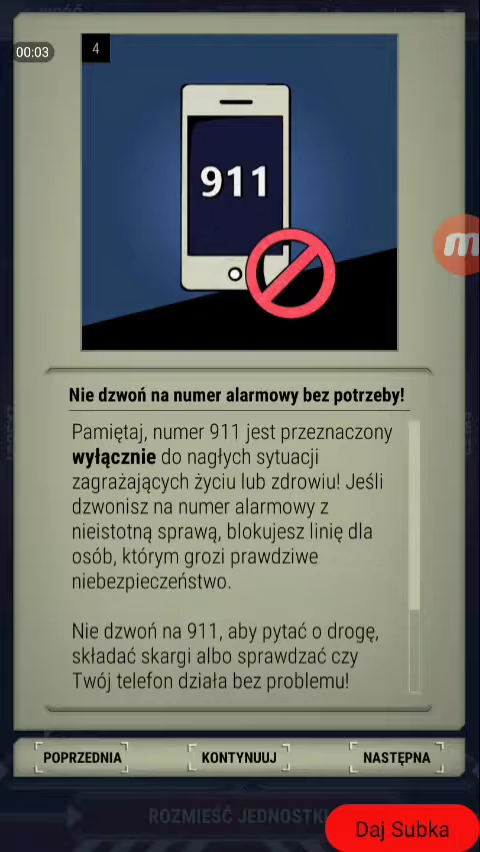 4
00:03
911
Nie dzwoń na numer alarmowy bez potrzeby!
Pamiętaj, numer 911 jest przeznaczony
wyłącznie do nagłych sytuacji
zagrażających życiu lub zdrowiu! Jeśli
dzwonisz na numer alarmowy z
nieistotną sprawą, blokujesz linię dla
osób, którym grozi prawdziwe
niebezpieczeństwo.
Nie dzwoń na 911, aby pytać o drogę,
składać skargi albo sprawdzać czy
Twój telefon działa bez problemu!
POPRZEDNIA
KONTYNUUJ
NASTĘPNA
ROZMIEŚĆ JEDNOSTKI
Daj Subka